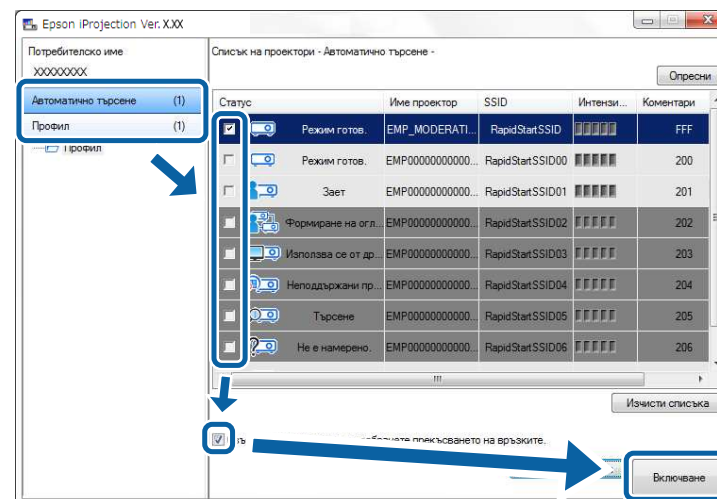 Epson iProjection Ver. X.XX
Потребителско име
XXXXXXXX
Автоматично търсене (1)
Профил (1)
Профил
Списък на проектори - Автоматично търсене -
Опресни
Статус Име проектор SSID Интензи... Коментари
Режим готов. EMP_MODERATI... RapidStartSSID FFF
Режим готов. EMP00000000000... RapidStartSSID00 200
Зает EMP00000000000... RapidStartSSID01 201
Формиране на огл... EMP00000000000... RapidStartSSID02 202
Използва се от др... EMP00000000000... RapidStartSSID03 203
Неподдържани пр... EMP00000000000... RapidStartSSID04 204
Търсене EMP00000000000... RapidStartSSID05 205
Не е намерено. EMP00000000000... RapidStartSSID06 206
Изчисти списъка
прекъсването на връзките.
Включване